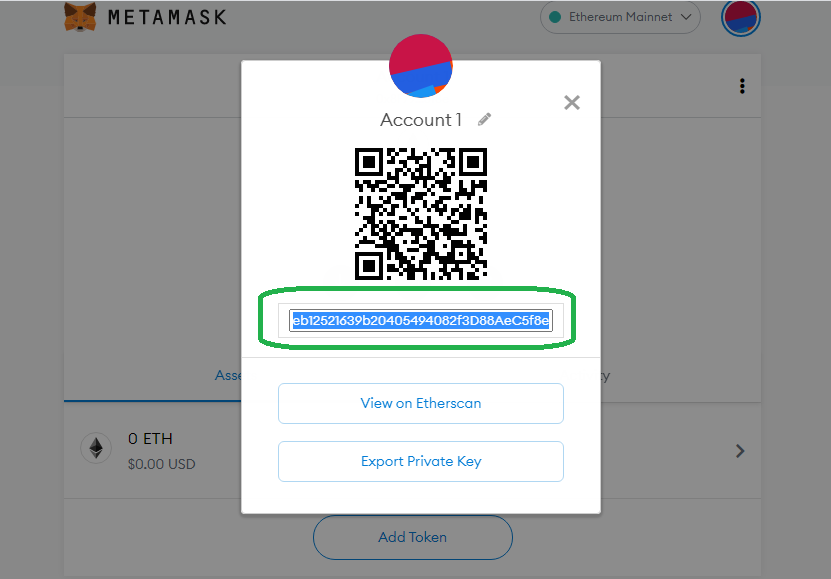 METAMASK
Ethereum Mainnet
Account 1
eb12521639b20405494082f3D88AeC5f8e
Asse
ty
View on Etherscan
0 ETH
$0.00 USD
Export Private Key
Add Token